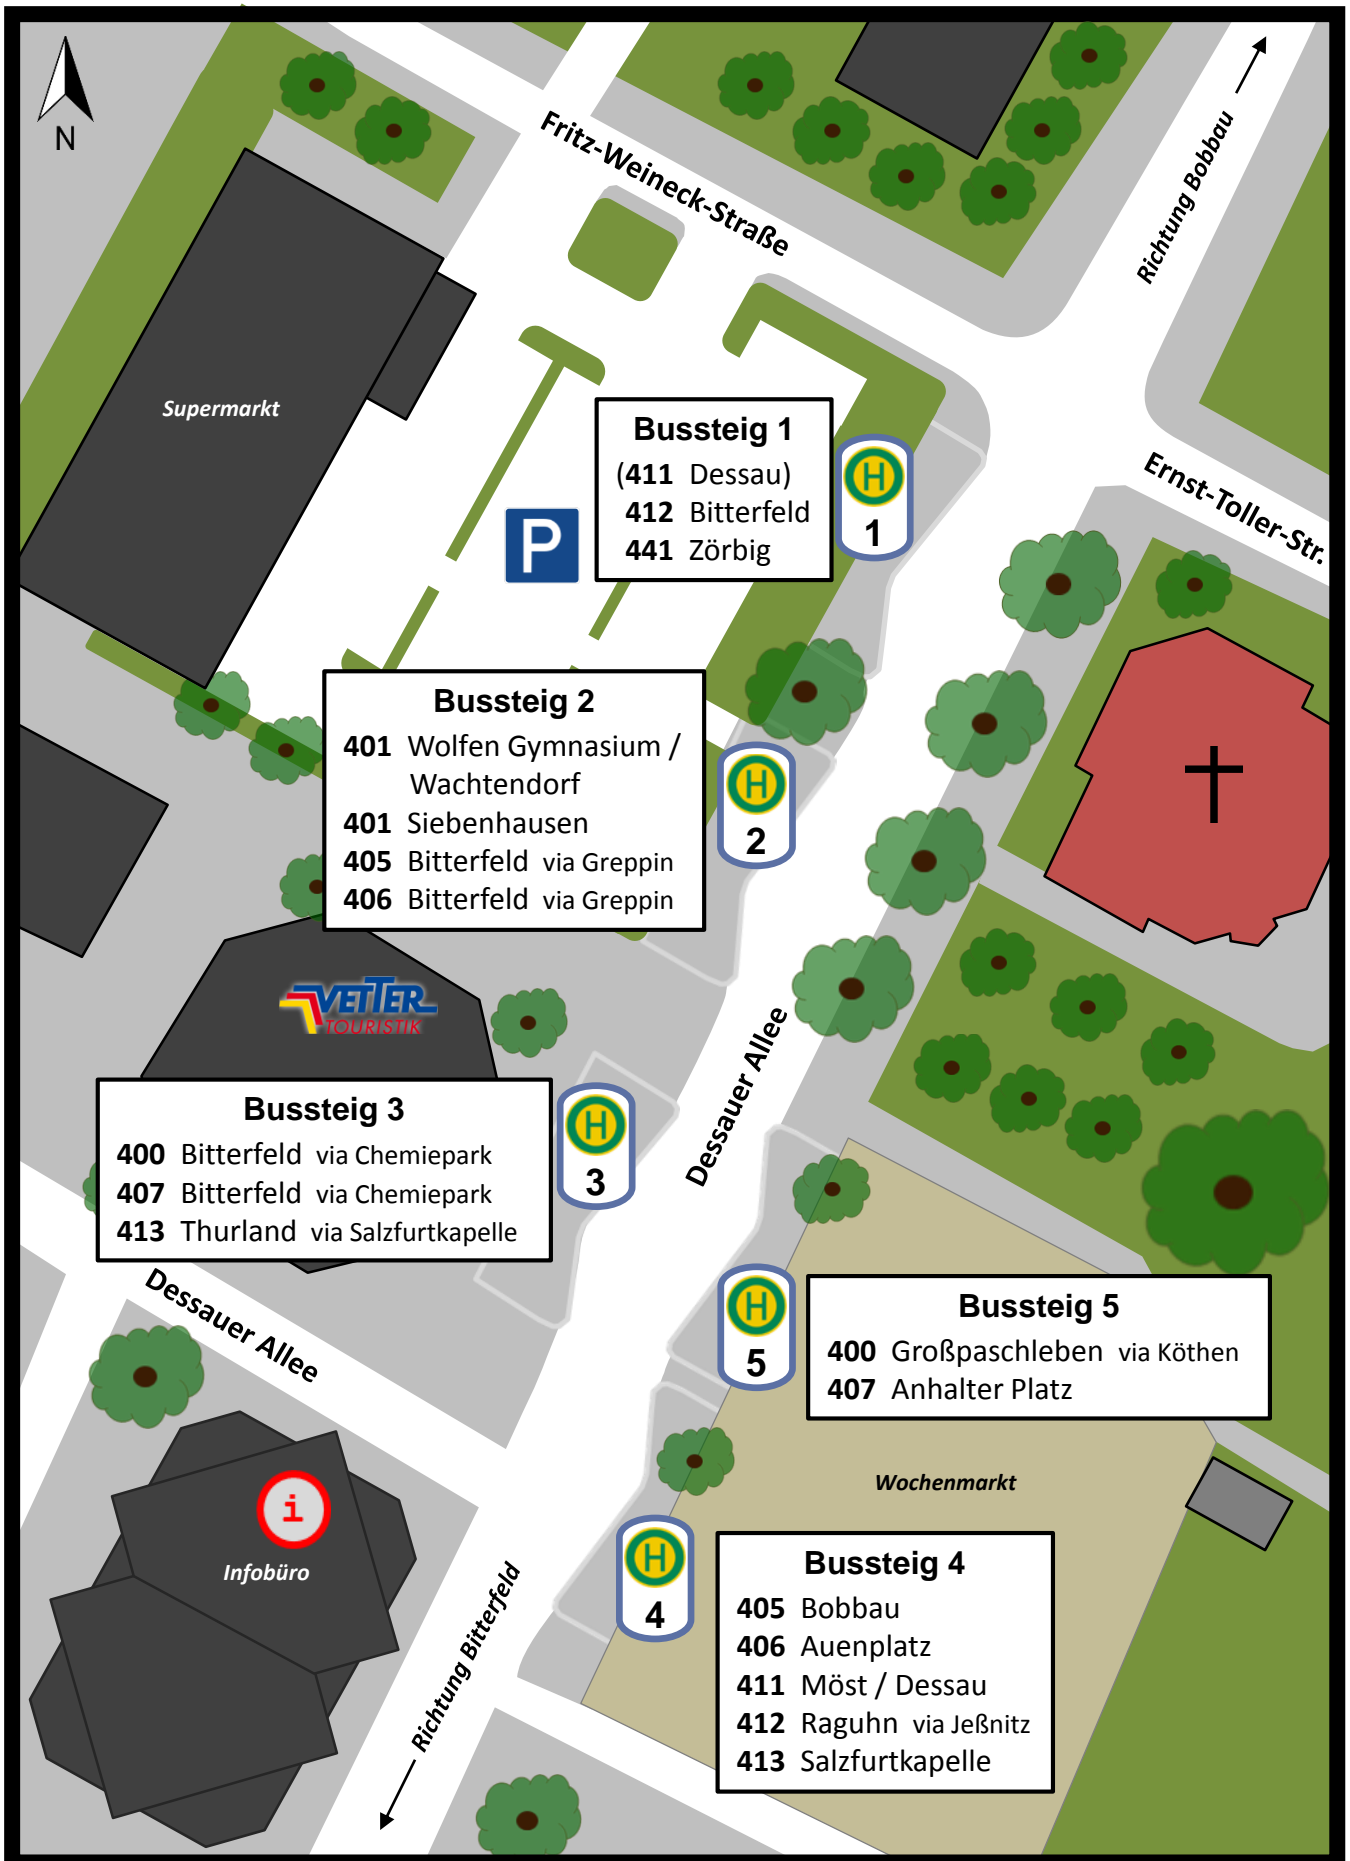 N
Fritz-Weineck-Straße
Richtung Bobbau
Supermarkt
Bussteig 1
(411 Dessau)
412 Bitterfeld
441 Zörbig
H
1
P
Ernst-Toller-Str.
Bussteig 2
401 Wolfen Gymnasium /
Wachtendorf
401 Siebenhausen
405 Bitterfeld via Greppin
406 Bitterfeld via Greppin
H
2
VETTER
TOURISTIK
Dessauer Allee
Bussteig 3
400 Bitterfeld via Chemiepark
407 Bitterfeld via Chemiepark
413 Thurland via Salzfurtkapelle
H
3
Dessauer Allee
H
5
Bussteig 5
400 Großpaschleben via Köthen
407 Anhalter Platz
Wochenmarkt
i
Infobüro
Richtung Bitterfeld
H
4
Bussteig 4
405 Bobbau
406 Auenplatz
411 Möst / Dessau
412 Raguhn via Jeßnitz
413 Salzfurtkapelle